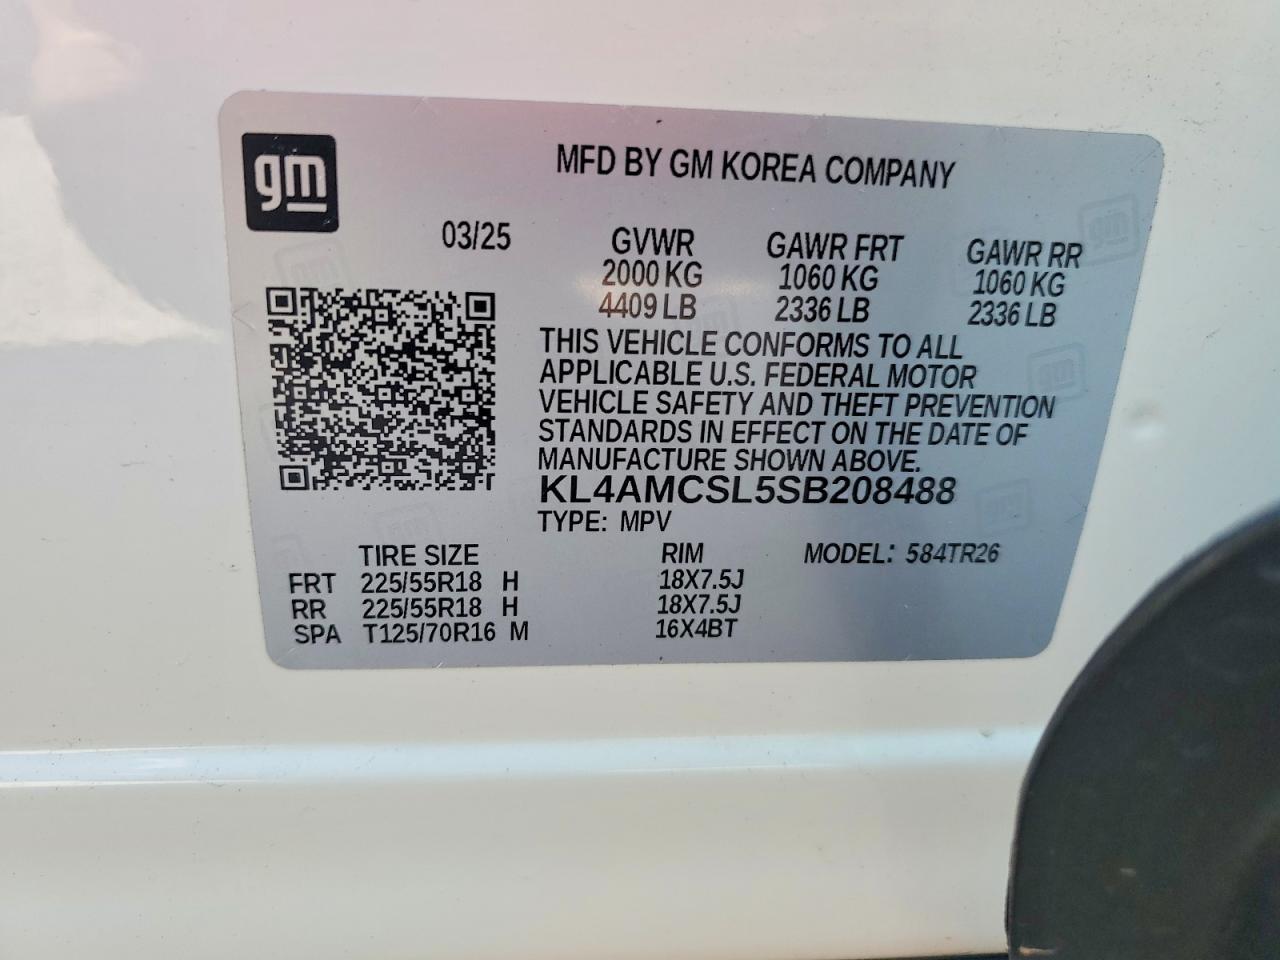 gm
MFD BY GM KOREA COMPANY
03/25
GVWR GAWR FRT GAWR RR
2000 KG 1060 KG 1060 KG
4409 LB 2336 LB 2336 LB
THIS VEHICLE CONFORMS TO ALL
APPLICABLE U.S. FEDERAL MOTOR
VEHICLE SAFETY AND THEFT PREVENTION
STANDARDS IN EFFECT ON THE DATE OF
MANUFACTURE SHOWN ABOVE.
KL4AMCSL5SB208488
TYPE: MPV
TIRE SIZE RIM MODEL: 584TR26
FRT 225/55R18 H 18X7.5J
RR 225/55R18 H 18X7.5J
SPA T125/70R16 M 16X4BT